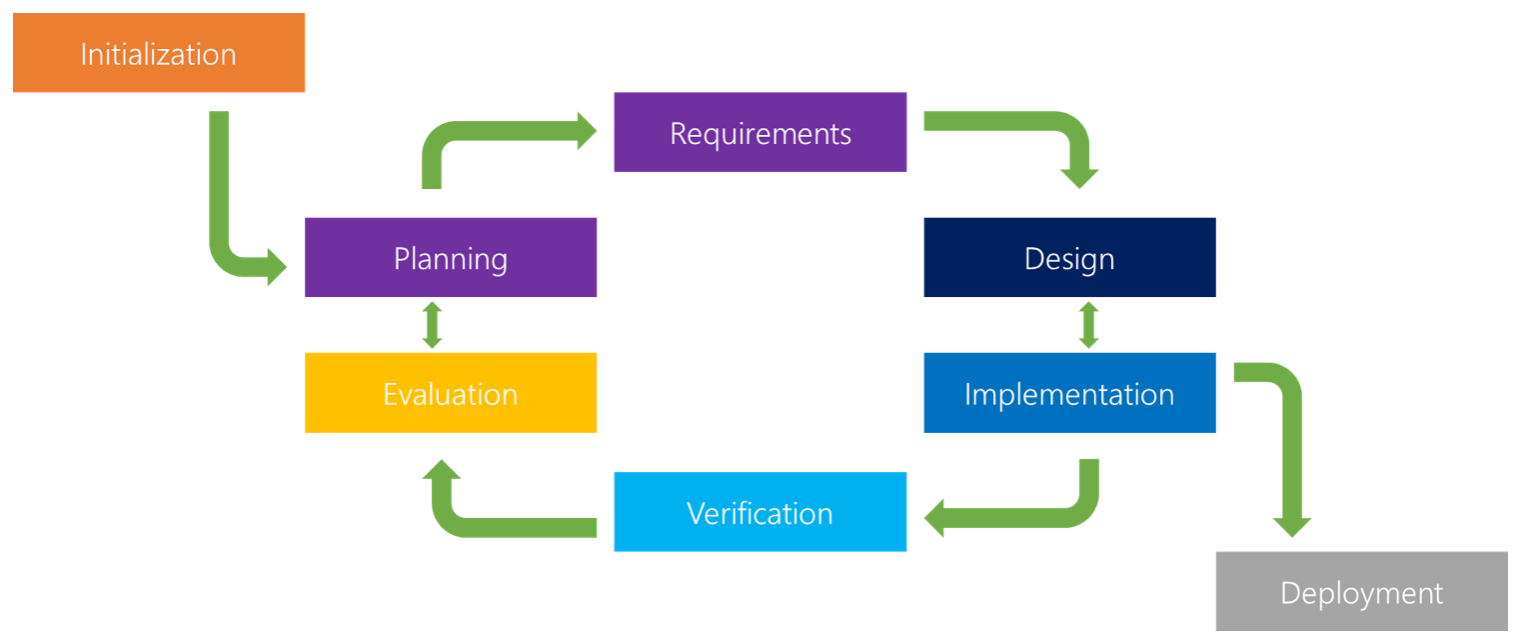 Initialization
Requirements
Planning
Design
Evaluation
Implementation
Verification
Deployment